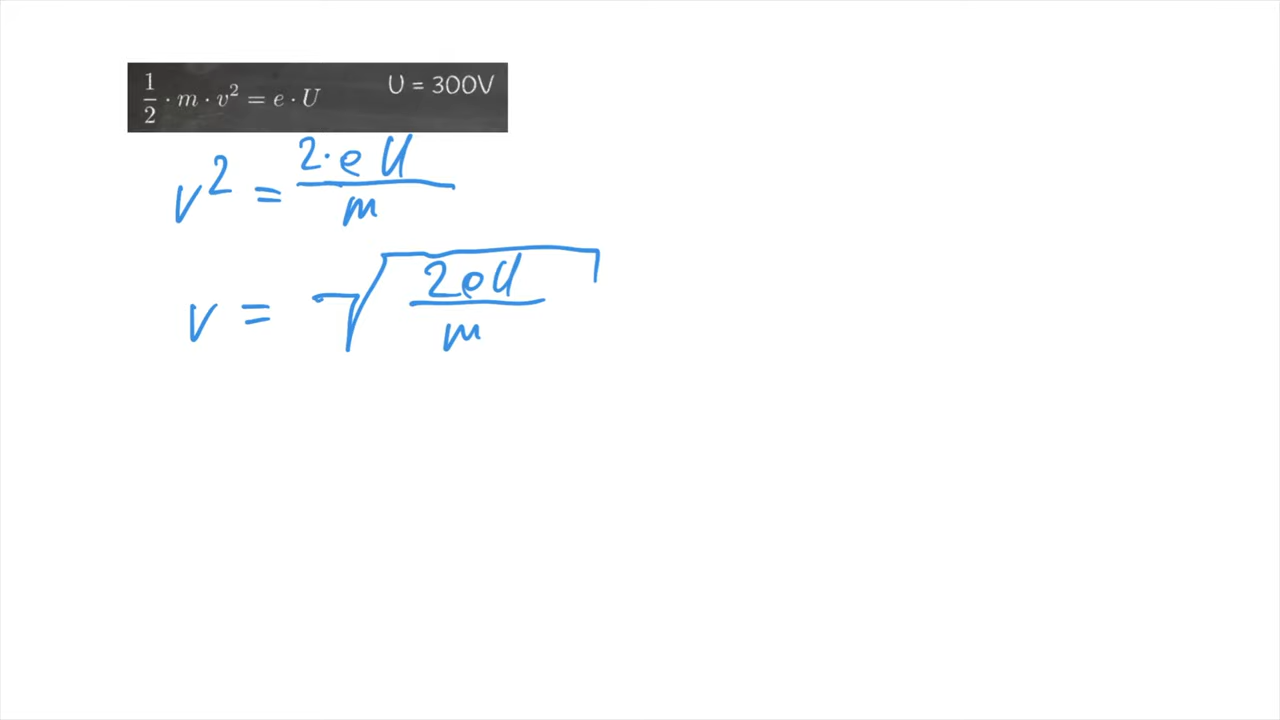 1/2 · m · v² = e · U    U = 300V
v² = 2·eU/m
v = √(2eU/m)